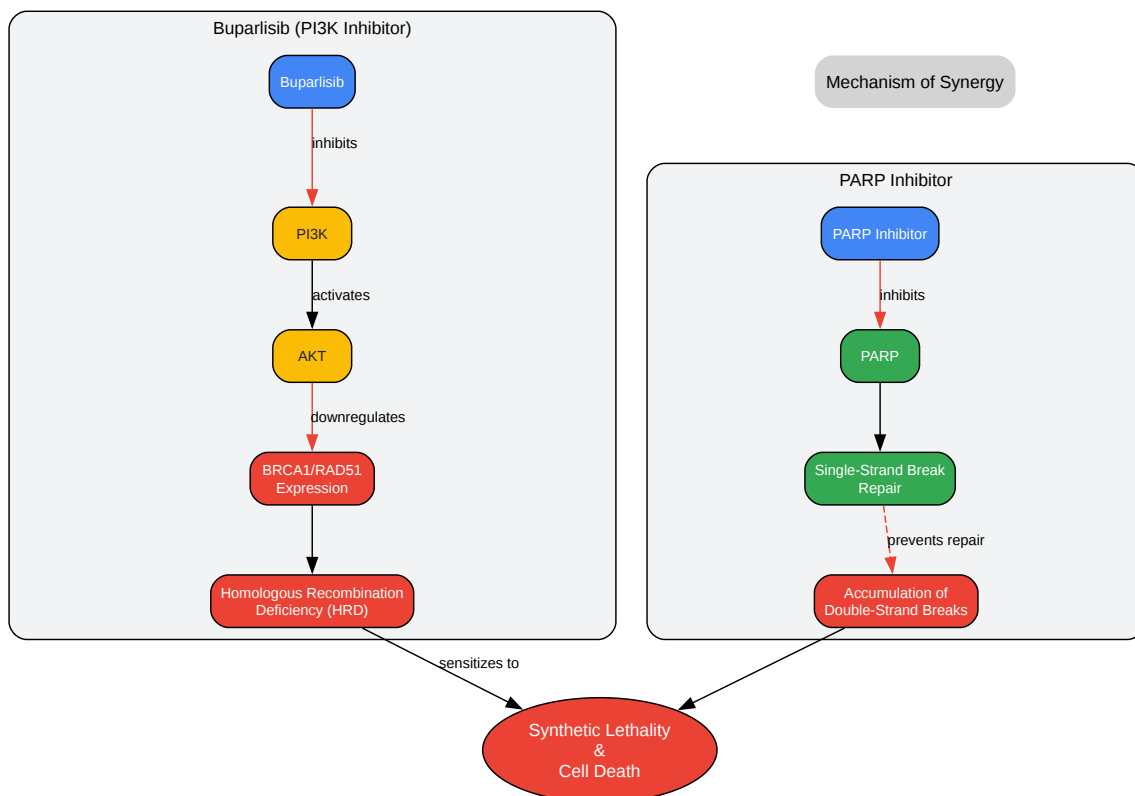 Buparlisib (PI3K Inhibitor)
Buparlisib
inhibits
PI3K
activates
AKT
downregulates
BRCA1/RAD51
Expression
Homologous Recombination
Deficiency (HRD)
sensitizes to
Mechanism of Synergy
PARP Inhibitor
PARP Inhibitor
inhibits
PARP
Single-Strand Break
Repair
prevents repair
Accumulation of
Double-Strand Breaks
Synthetic Lethality
&
Cell Death